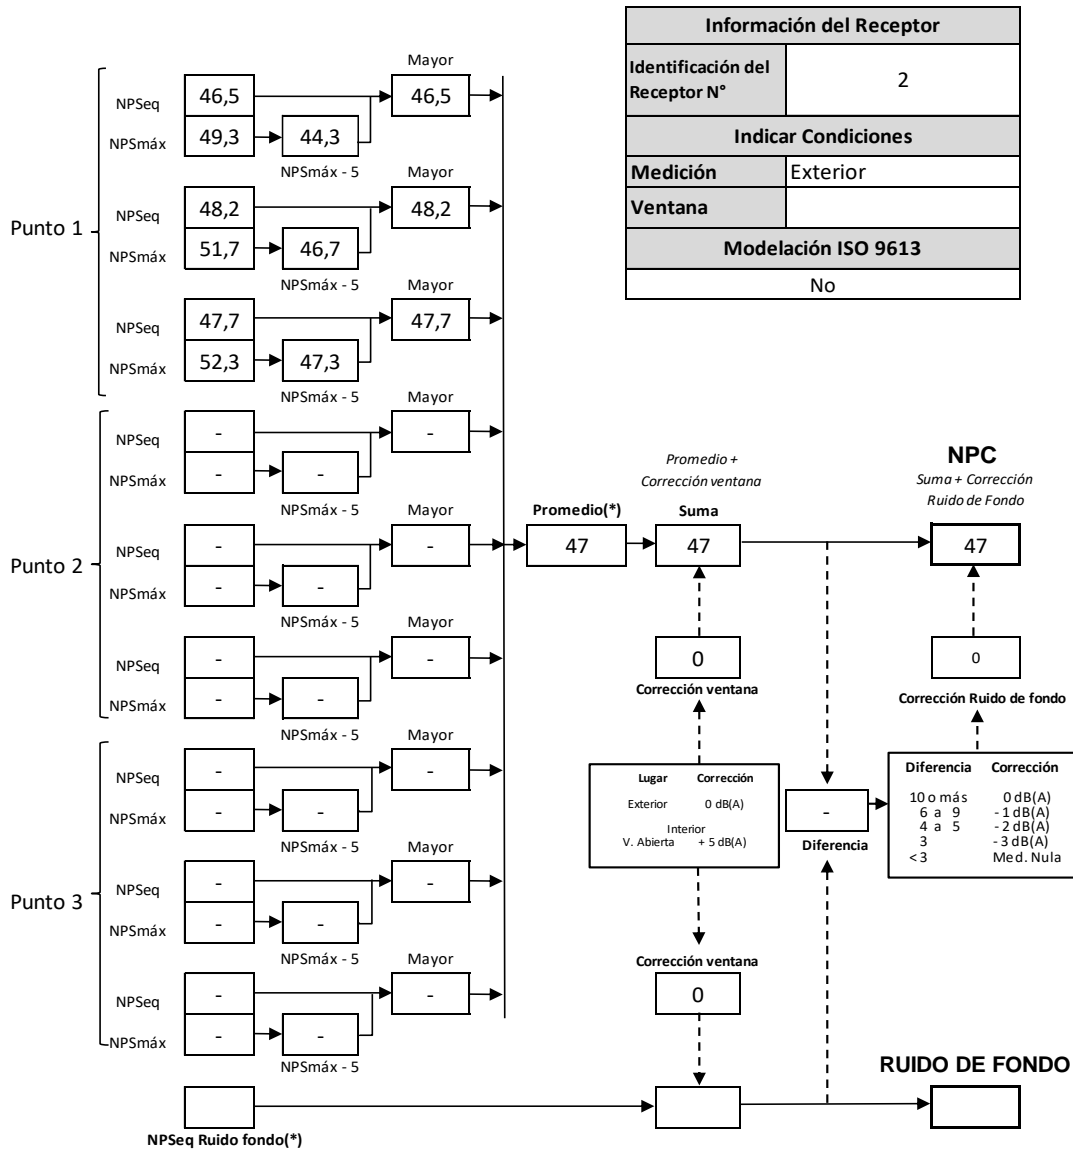 Información del Receptor
Identificación del Receptor N°
2
Indicar Condiciones
Medición
Exterior
Ventana
Modelación ISO 9613
No
Punto 1
Mayor
NPSeq
46,5
46,5
NPSmáx
49,3
44,3
NPSmáx - 5
Mayor
NPSeq
48,2
48,2
NPSmáx
51,7
46,7
NPSmáx - 5
Mayor
NPSeq
47,7
47,7
NPSmáx
52,3
47,3
NPSmáx - 5
Punto 2
Mayor
NPSeq
-
-
NPSmáx
-
-
NPSmáx - 5
Mayor
NPSeq
-
-
NPSmáx
-
-
NPSmáx - 5
Mayor
NPSeq
-
-
NPSmáx
-
-
NPSmáx - 5
Punto 3
Mayor
NPSeq
-
-
NPSmáx
-
-
NPSmáx - 5
Mayor
NPSeq
-
-
NPSmáx
-
-
NPSmáx - 5
Mayor
NPSeq
-
-
NPSmáx
-
-
NPSmáx - 5
NPSeq Ruido fondo(*)
Promedio(*)
47
Promedio +
Corrección ventana
Suma
47
0
Corrección ventana
Lugar Corrección
Exterior 0 dB(A)
Interior
V. Abierta + 5 dB(A)
Corrección ventana
0
-
Diferencia
NPC
Suma + Corrección
Ruido de Fondo
47
0
Corrección Ruido de fondo
Diferencia Corrección
10 o más 0 dB(A)
6 a 9 - 1 dB(A)
4 a 5 - 2 dB(A)
3 - 3 dB(A)
< 3 Med. Nula
RUIDO DE FONDO